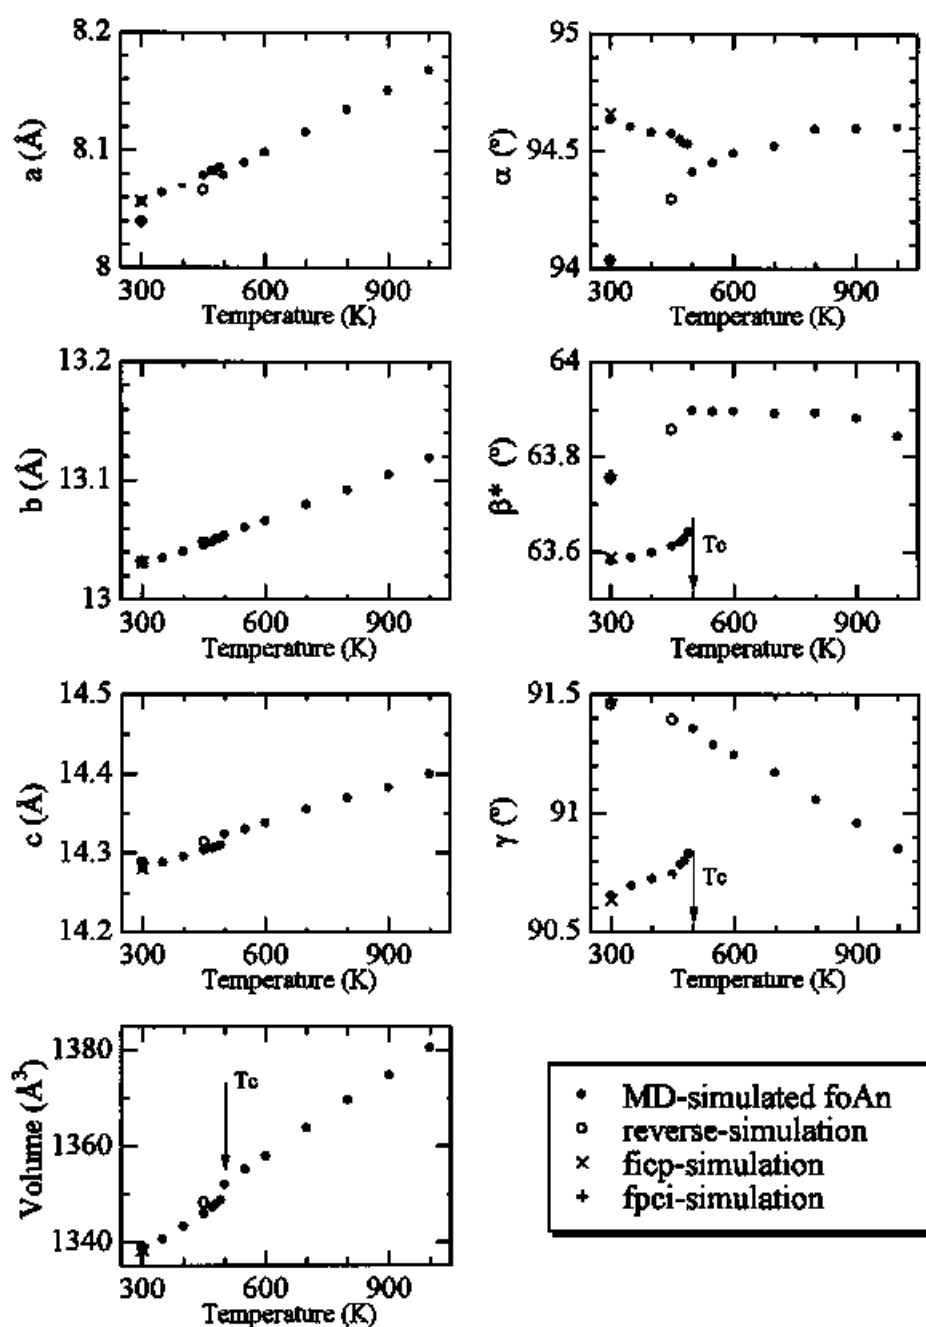 8.2
8.1
8
a (Å)
300 600 900
Temperature (K)
95
94.5
94
α (°)
300 600 900
Temperature (K)
13.2
13.1
13
b (Å)
300 600 900
Temperature (K)
64
63.8
63.6
β* (°)
Tc
300 600 900
Temperature (K)
14.5
14.4
14.3
14.2
c (Å)
300 600 900
Temperature (K)
91.5
91
90.5
γ (°)
Tc
300 600 900
Temperature (K)
1380
1360
1340
Volume (Å³)
Tc
300 600 900
Temperature (K)
MD-simulated foAn
reverse-simulation
ficp-simulation
fpci-simulation